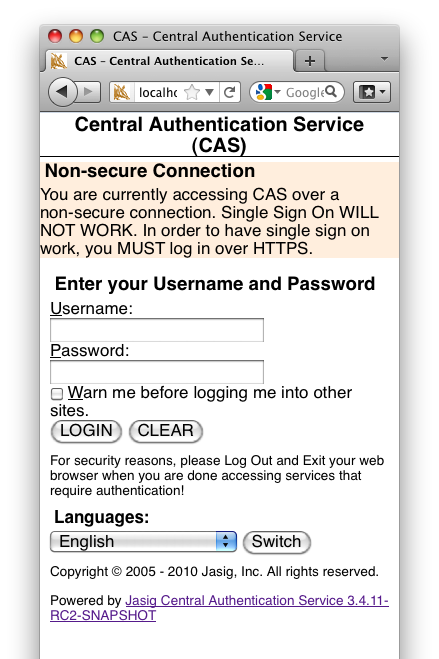 CAS – Central Authentication Service
CAS – Central Authentication Se...
localho
Google
Central Authentication Service
(CAS)
Non-secure Connection
You are currently accessing CAS over a
non-secure connection. Single Sign On WILL
NOT WORK. In order to have single sign on
work, you MUST log in over HTTPS.
Enter your Username and Password
Username:
Password:
Warn me before logging me into other
sites.
LOGIN CLEAR
For security reasons, please Log Out and Exit your web
browser when you are done accessing services that
require authentication!
Languages:
English Switch
Copyright © 2005 - 2010 Jasig, Inc. All rights reserved.
Powered by Jasig Central Authentication Service 3.4.11-
RC2-SNAPSHOT